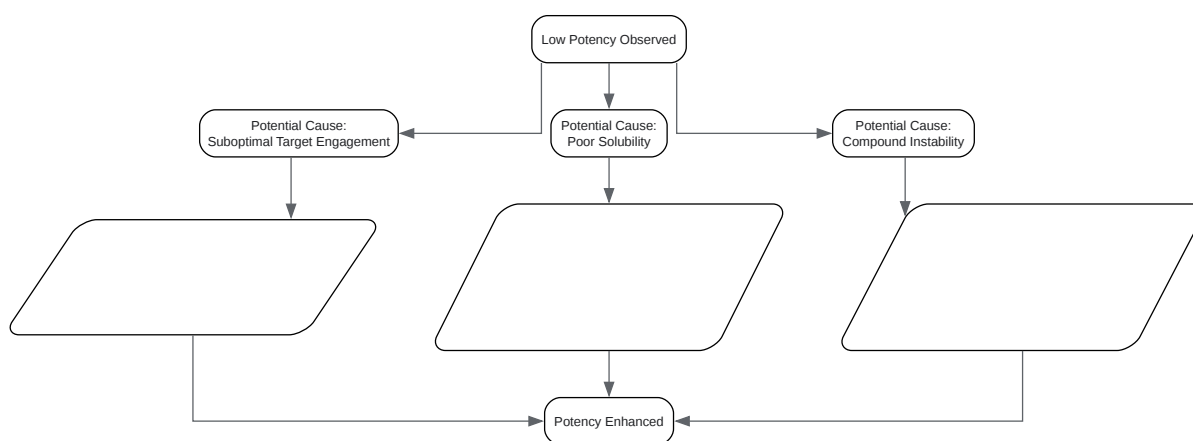 Low Potency Observed
Potential Cause:
Suboptimal Target Engagement
Potential Cause:
Poor Solubility
Potential Cause:
Compound Instability
Potency Enhanced